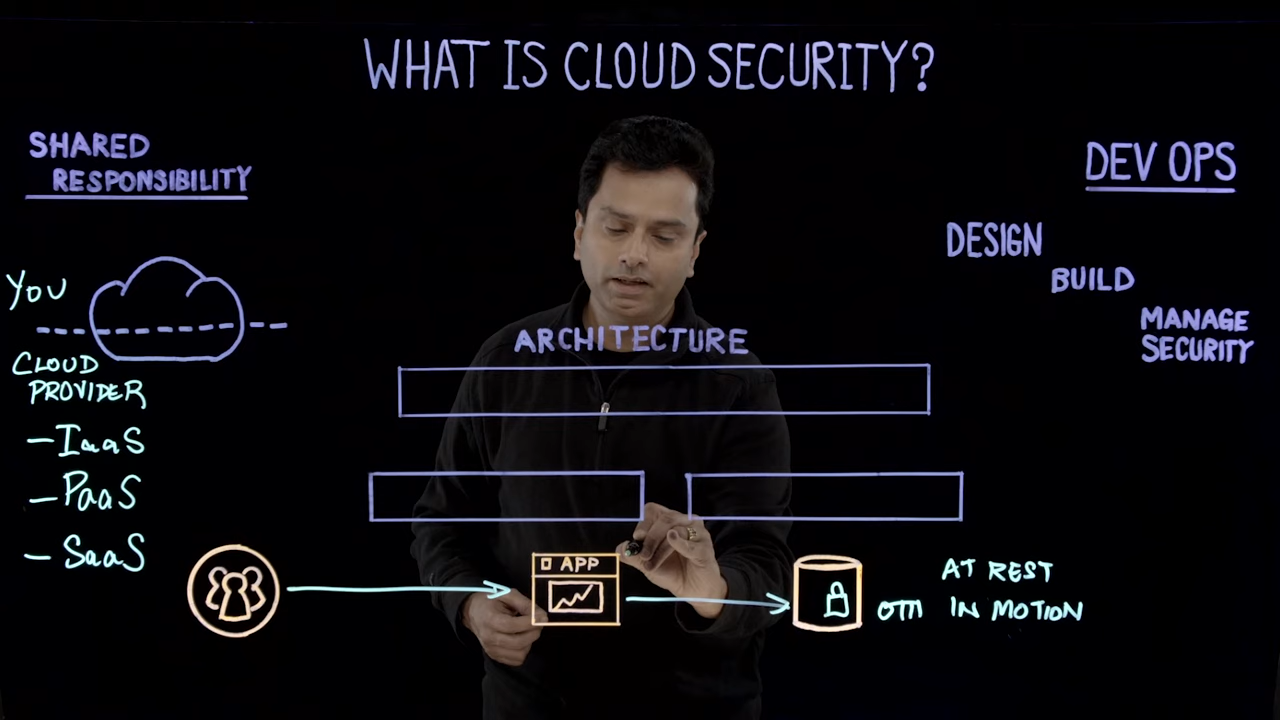 WHAT IS CLOUD SECURITY?
SHARED
RESPONSIBILITY
YOU
CLOUD
PROVIDER
- IaaS
- PaaS
- SaaS
ARCHITECTURE
APP
AT REST
IN MOTION
DEV OPS
DESIGN
BUILD
MANAGE
SECURITY